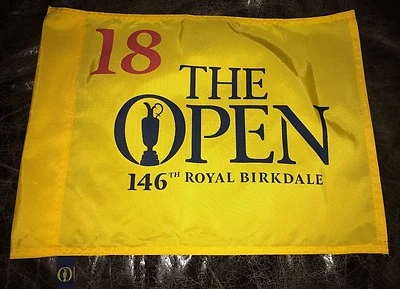 18
THE
OPEN
146TH ROYAL BIRKDALE